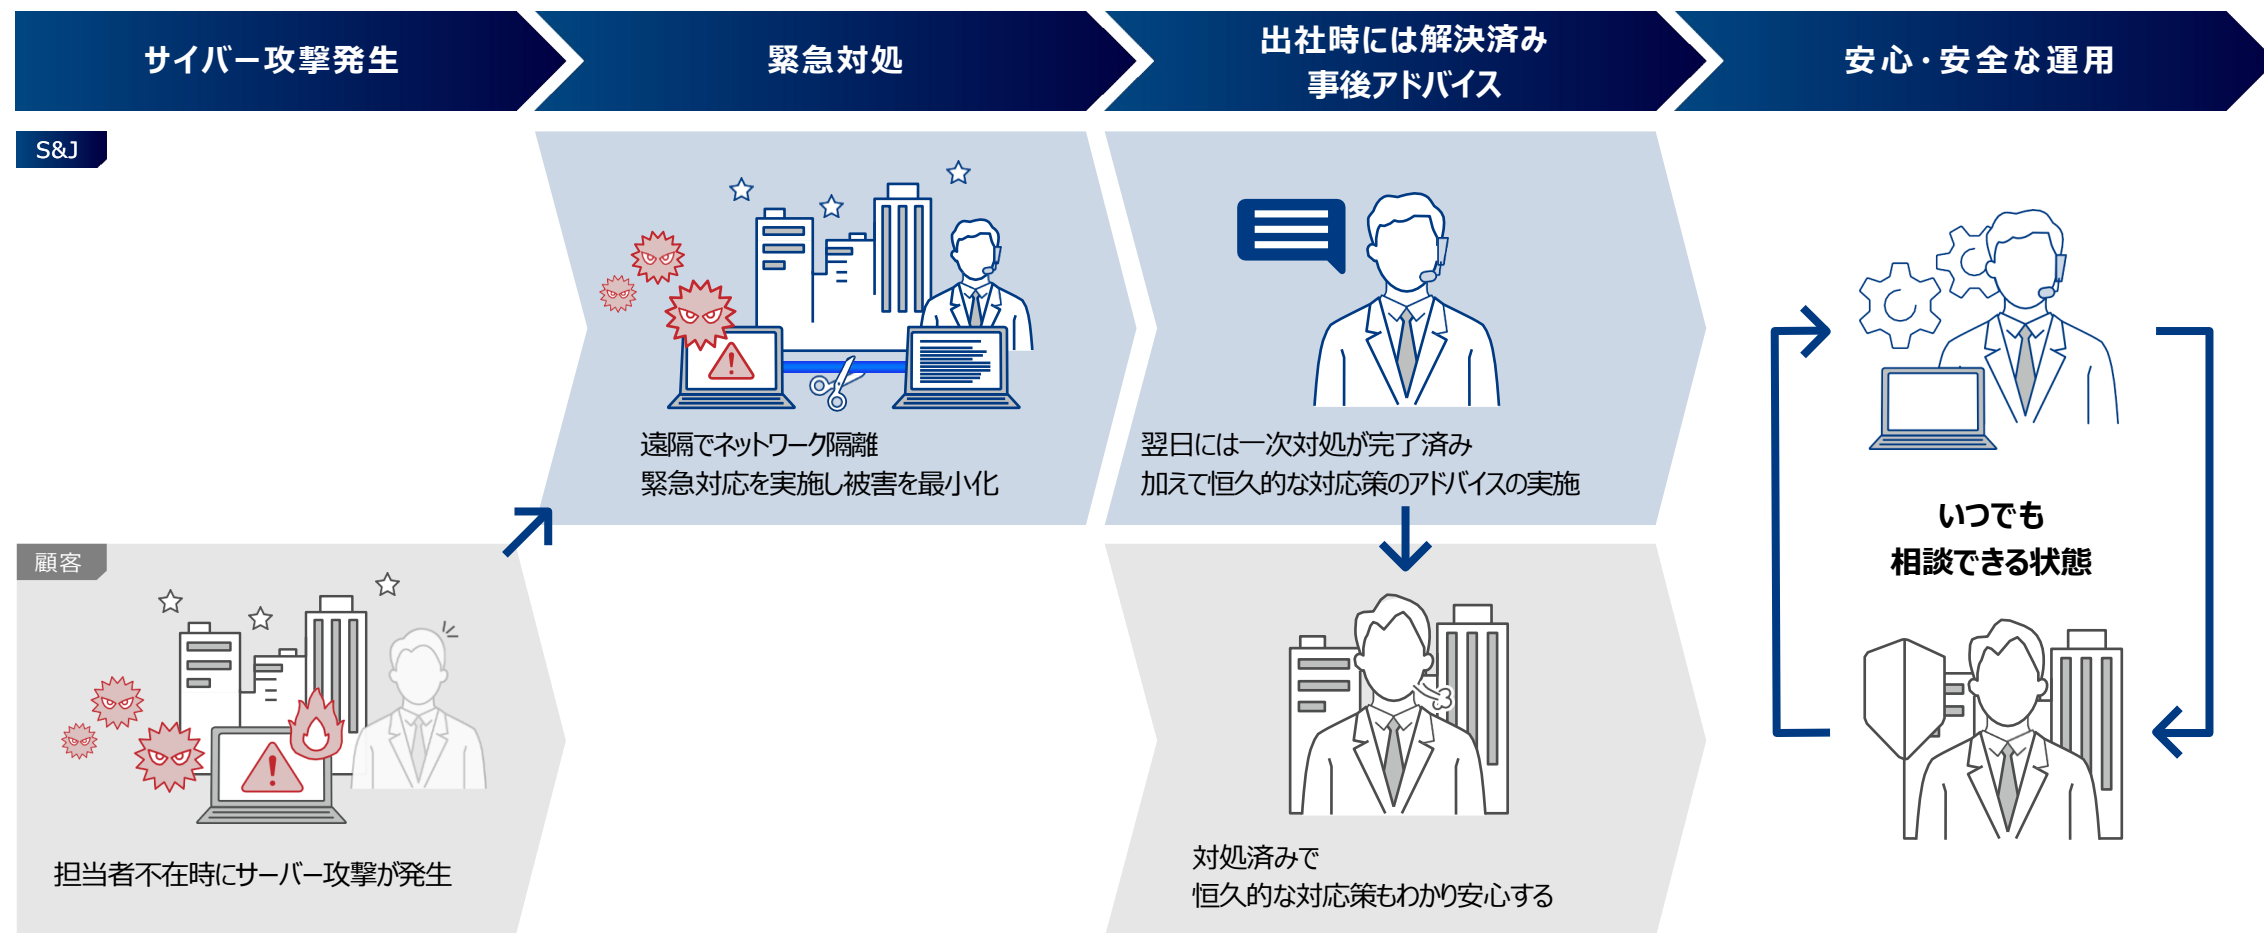 サイバー攻撃発生
緊急対処
出社時には解決済み
事後アドバイス
安心・安全な運用
S&J
遠隔でネットワーク隔離
緊急対応を実施し被害を最小化
翌日には一次対処が完了済み
加えて恒久的な対応策のアドバイスの実施
いつでも
相談できる状態
顧客
担当者不在時にサーバー攻撃が発生
対処済みで
恒久的な対応策もわかり安心する